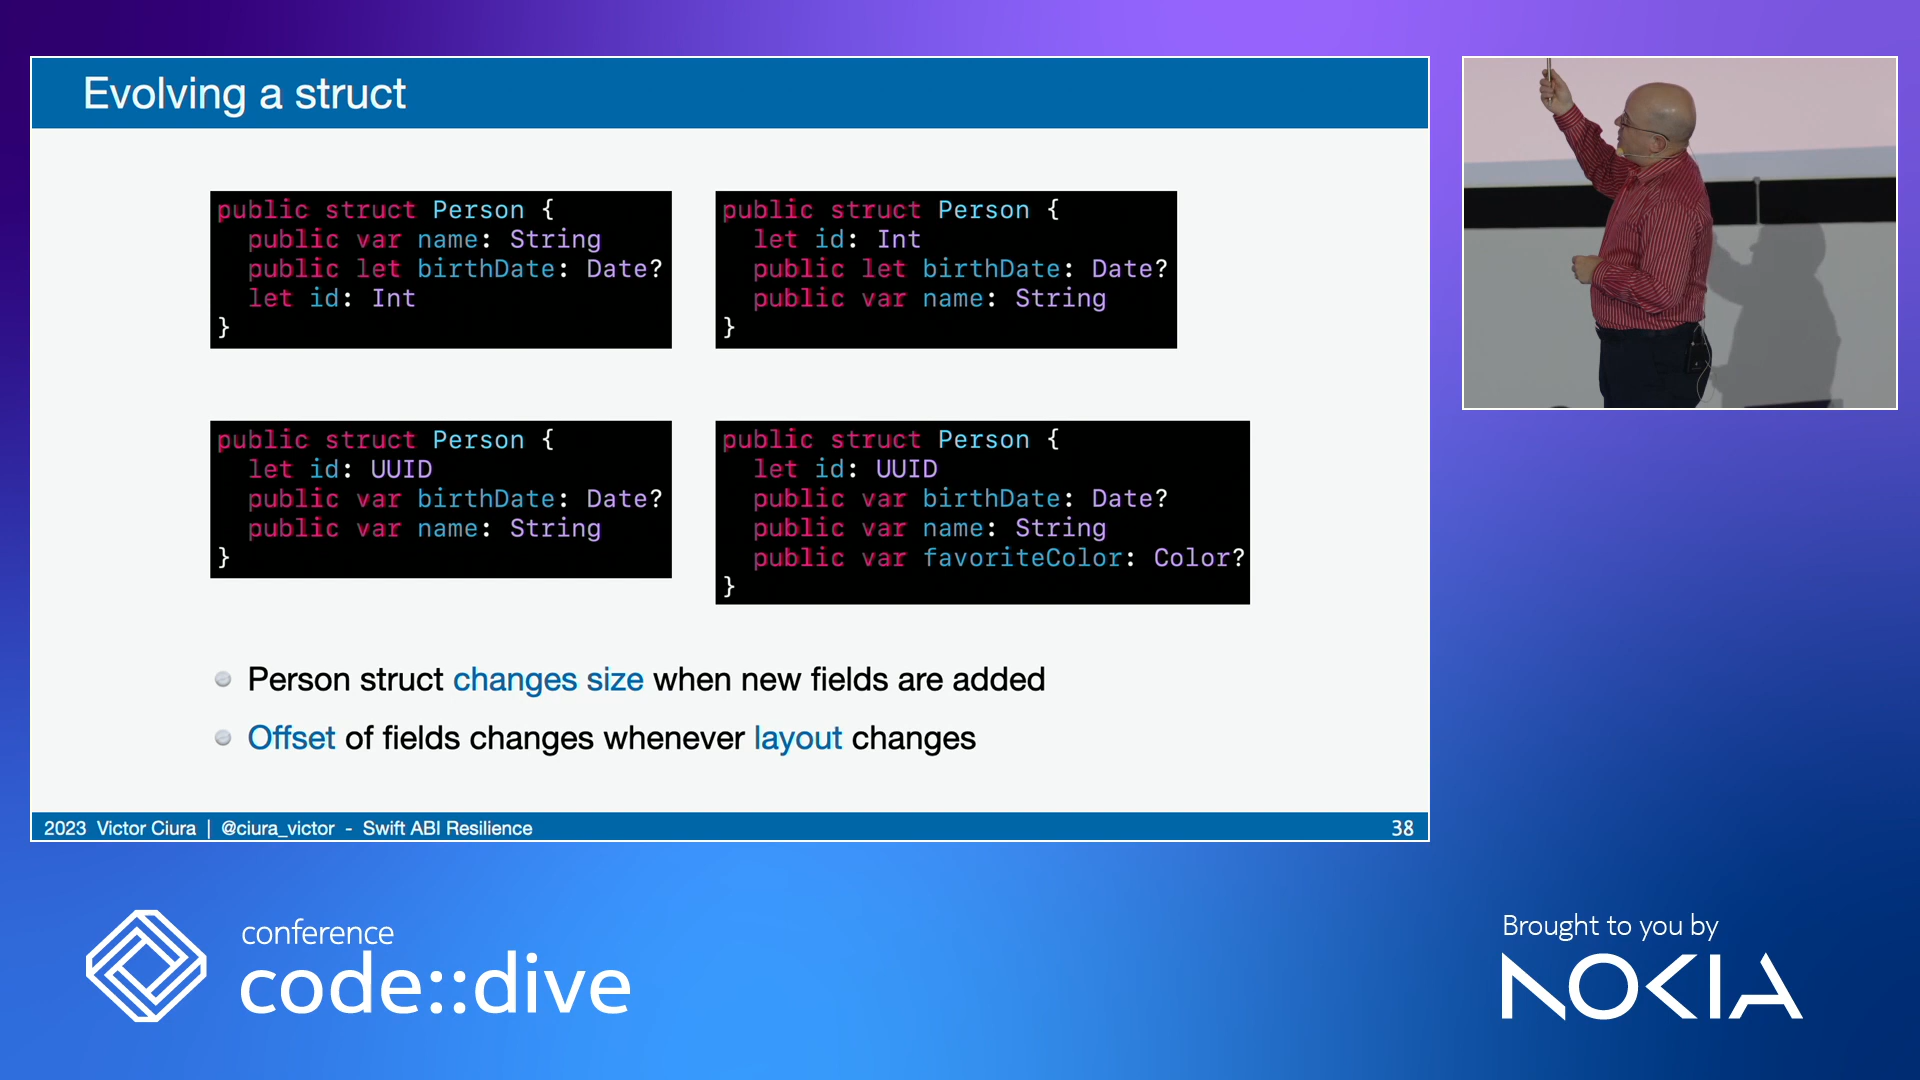 Evolving a struct
public struct Person {
public var name: String
public let birthDate: Date?
let id: Int
}
public struct Person {
let id: Int
public let birthDate: Date?
public var name: String
}
public struct Person {
let id: UUID
public var birthDate: Date?
public var name: String
}
public struct Person {
let id: UUID
public var birthDate: Date?
public var name: String
public var favoriteColor: Color?
}
Person struct changes size when new fields are added
Offset of fields changes whenever layout changes
2023 Victor Ciura | @ciura_victor - Swift ABI Resilience
38
conference
code::dive
Brought to you by
NOKIA